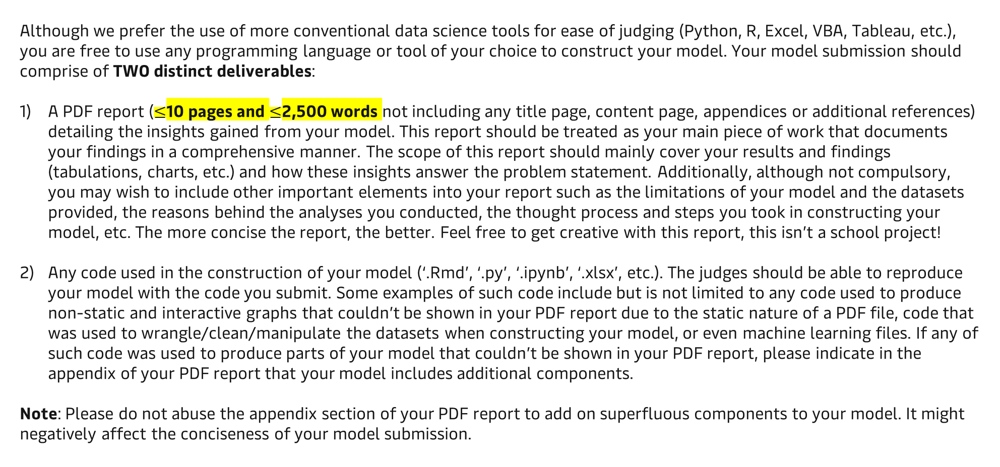 Although we prefer the use of more conventional data science tools for ease of judging (Python, R, Excel, VBA, Tableau, etc.),
you are free to use any programming language or tool of your choice to construct your model. Your model submission should
comprise of TWO distinct deliverables:
1) A PDF report (≤10 pages and ≤2,500 words not including any title page, content page, appendices or additional references)
detailing the insights gained from your model. This report should be treated as your main piece of work that documents
your findings in a comprehensive manner. The scope of this report should mainly cover your results and findings
(tabulations, charts, etc.) and how these insights answer the problem statement. Additionally, although not compulsory,
you may wish to include other important elements into your report such as the limitations of your model and the datasets
provided, the reasons behind the analyses you conducted, the thought process and steps you took in constructing your
model, etc. The more concise the report, the better. Feel free to get creative with this report, this isn’t a school project!
2) Any code used in the construction of your model (‘.Rmd’, ‘.py’, ‘.ipynb’, ‘.xlsx’, etc.). The judges should be able to reproduce
your model with the code you submit. Some examples of such code include but is not limited to any code used to produce
non-static and interactive graphs that couldn’t be shown in your PDF report due to the static nature of a PDF file, code that
was used to wrangle/clean/manipulate the datasets when constructing your model, or even machine learning files. If any of
such code was used to produce parts of your model that couldn’t be shown in your PDF report, please indicate in the
appendix of your PDF report that your model includes additional components.
Note: Please do not abuse the appendix section of your PDF report to add on superfluous components to your model. It might
negatively affect the conciseness of your model submission.